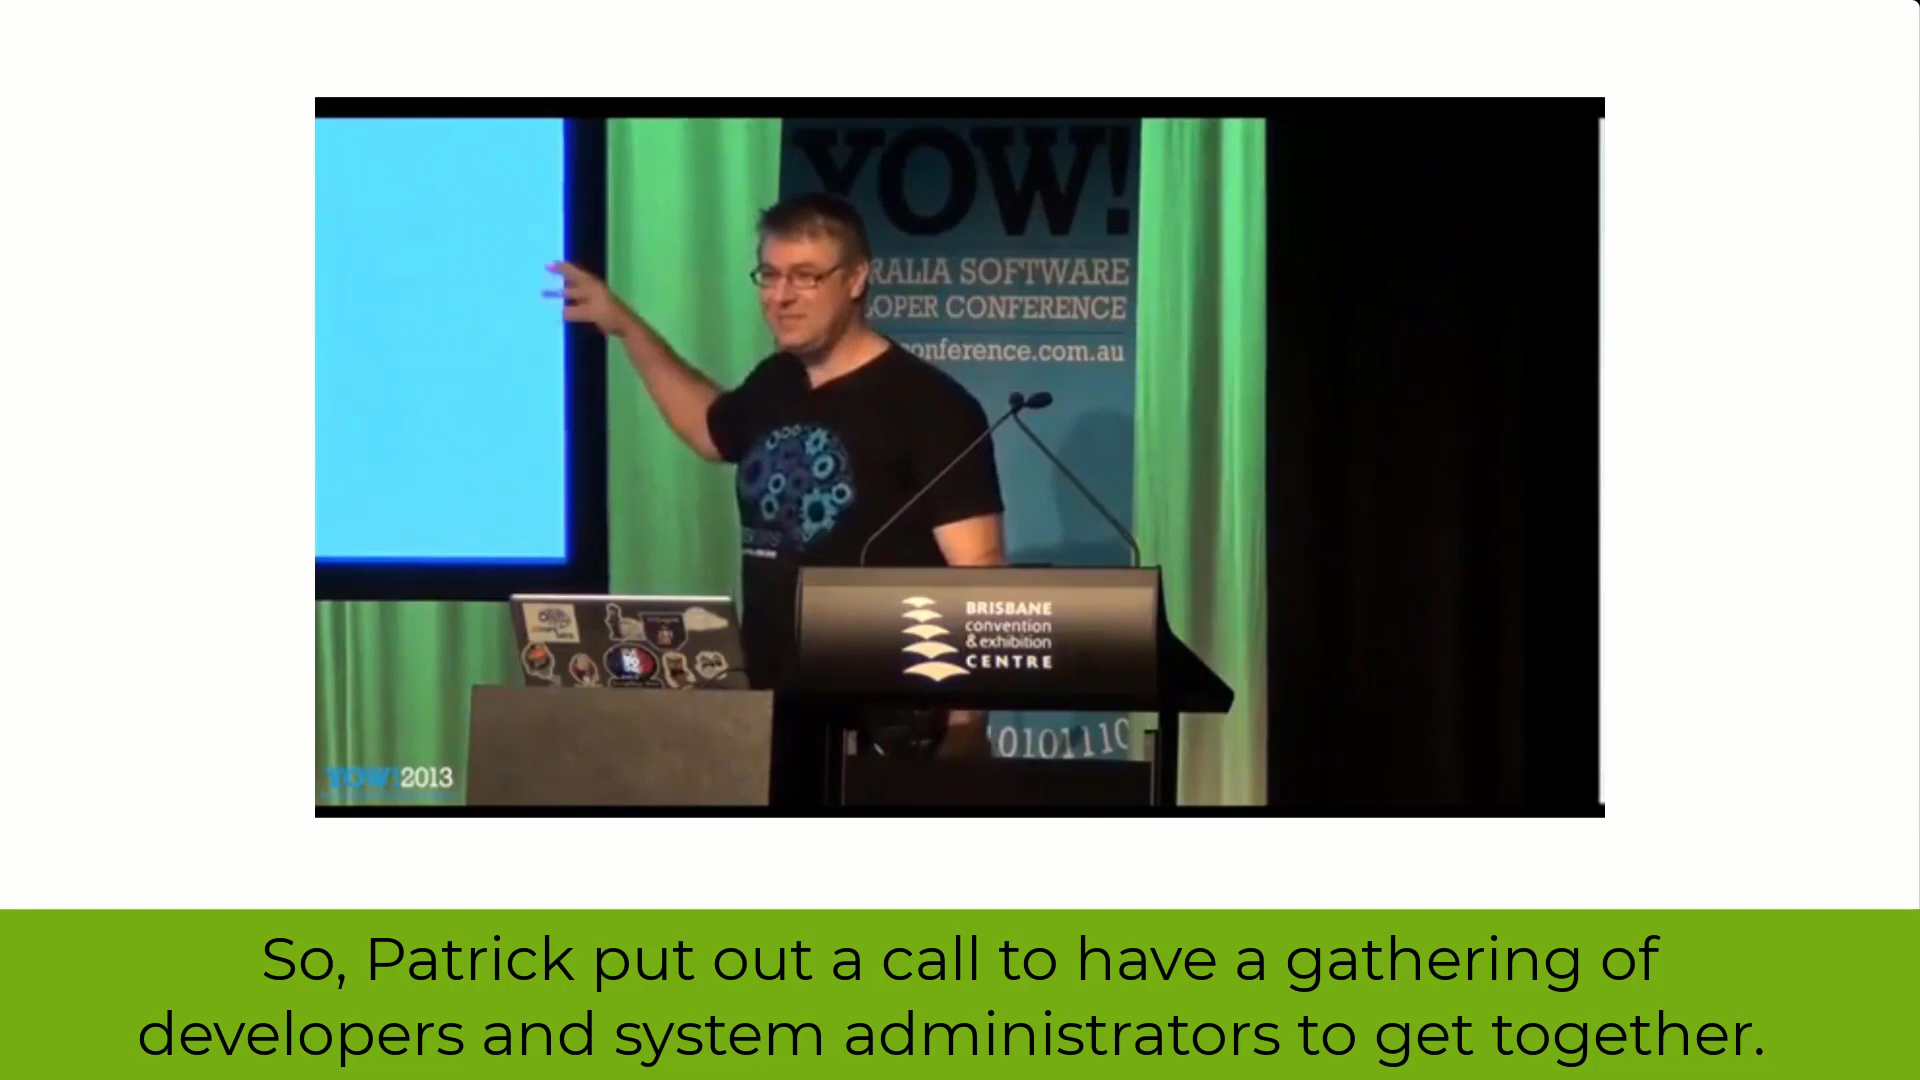 YOW!
RALIA SOFTWARE
LOPER CONFERENCE
onference.com.au
BRISBANE
convention
& exhibition
CENTRE
0101110
YOW! 2013
So, Patrick put out a call to have a gathering of
developers and system administrators to get together.